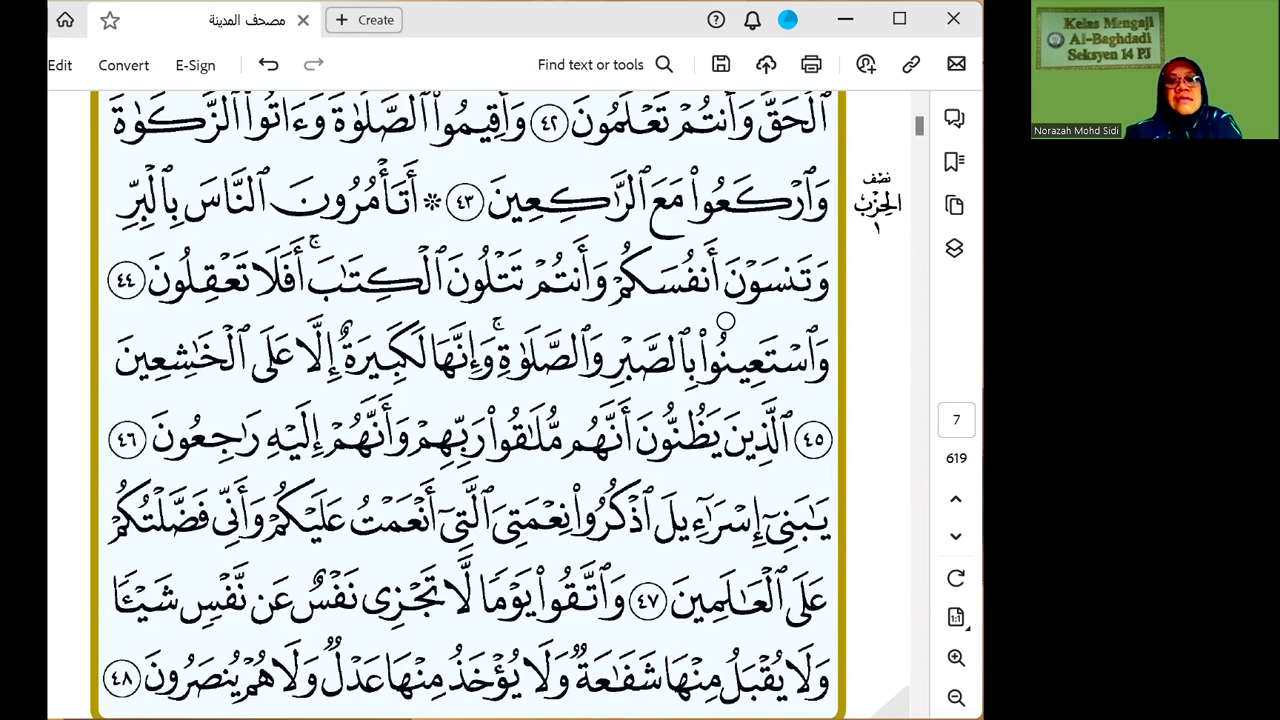 مصحف المدينة
Create
Edit
Convert
E-Sign
Find text or tools
ٱلۡحَقَّ وَأَنتُمۡ تَعۡلَمُونَ ٤٢ وَأَقِيمُواْ ٱلصَّلَوٰةَ وَءَاتُواْ ٱلزَّكَوٰةَ
وَٱرۡكَعُواْ مَعَ ٱلرَّٰكِعِينَ ٤٣ ۞ أَتَأۡمُرُونَ ٱلنَّاسَ بِٱلۡبِرِّ
وَتَنسَوۡنَ أَنفُسَكُمۡ وَأَنتُمۡ تَتۡلُونَ ٱلۡكِتَٰبَۚ أَفَلَا تَعۡقِلُونَ ٤٤
وَٱسۡتَعِينُواْ بِٱلصَّبۡرِ وَٱلصَّلَوٰةِۚ وَإِنَّهَا لَكَبِيرَةٌ إِلَّا عَلَى ٱلۡخَٰشِعِينَ
٤٥ ٱلَّذِينَ يَظُنُّونَ أَنَّهُم مُّلَٰقُواْ رَبِّهِمۡ وَأَنَّهُمۡ إِلَيۡهِ رَٰجِعُونَ ٤٦
يَٰبَنِيٓ إِسۡرَٰٓءِيلَ ٱذۡكُرُواْ نِعۡمَتِيَ ٱلَّتِيٓ أَنۡعَمۡتُ عَلَيۡكُمۡ وَأَنِّي فَضَّلۡتُكُمۡ
عَلَى ٱلۡعَٰلَمِينَ ٤٧ وَٱتَّقُواْ يَوۡمٗا لَّا تَجۡزِي نَفۡسٌ عَن نَّفۡسٖ شَيۡـٔٗا
وَلَا يُقۡبَلُ مِنۡهَا شَفَٰعَةٞ وَلَا يُؤۡخَذُ مِنۡهَا عَدۡلٞ وَلَا هُمۡ يُنصَرُونَ ٤٨
نصف
الحزب
١
7
619
1:1
Kelas Mengaji
Al-Baghdadi
Seksyen 14 PJ
Norazah Mohd Sidi